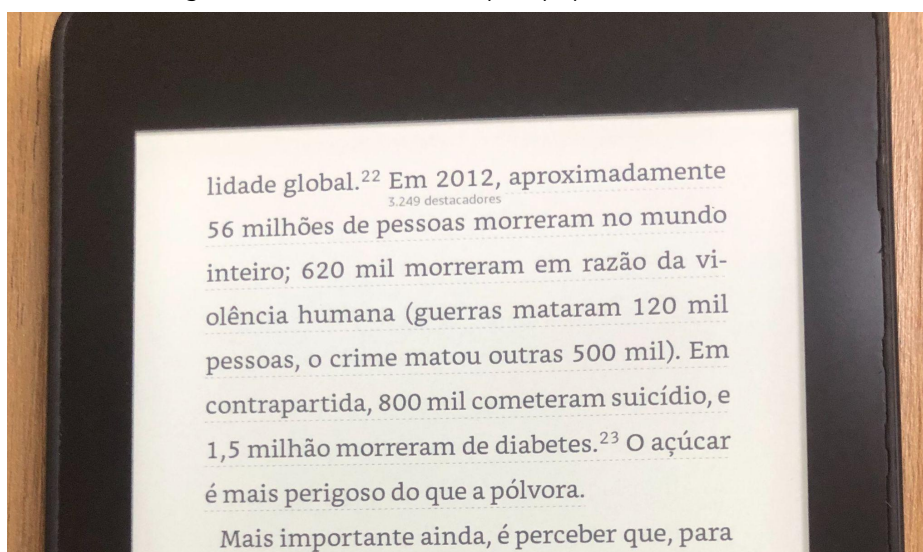 lidade global.²² Em 2012, aproximadamente
3.249 destacadores
56 milhões de pessoas morreram no mundo
inteiro; 620 mil morreram em razão da vi-
olência humana (guerras mataram 120 mil
pessoas, o crime matou outras 500 mil). Em
contrapartida, 800 mil cometeram suicídio, e
1,5 milhão morreram de diabetes.²³ O açúcar
é mais perigoso do que a pólvora.
Mais importante ainda, é perceber que, para